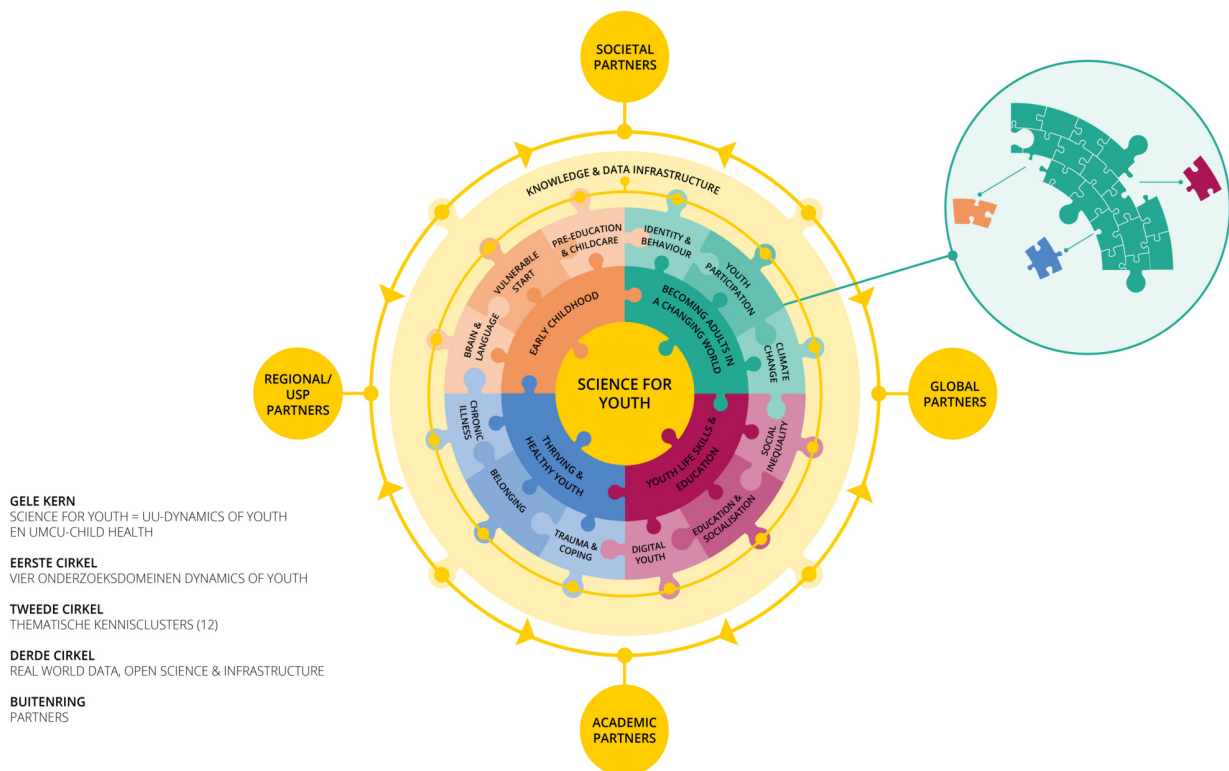 SOCIETAL
PARTNERS
KNOWLEDGE & DATA INFRASTRUCTURE
PRE-EDUCATION
& CHILDCARE
IDENTITY &
BEHAVIOUR
VULNERABLE
START
YOUTH
PARTICIPATION
BRAIN &
LANGUAGE
EARLY CHILDHOOD
BECOMING ADULTS IN
A CHANGING WORLD
CLIMATE
CHANGE
REGIONAL/
USP
PARTNERS
SCIENCE FOR
YOUTH
GLOBAL
PARTNERS
CHRONIC
ILLNESS
THRIVING &
HEALTHY YOUTH
YOUTH LIFE SKILLS &
EDUCATION
SOCIAL
INEQUALITY
BELONGING
EDUCATION &
SOCIALISATION
TRAUMA &
COPING
DIGITAL
YOUTH
ACADEMIC
PARTNERS
GELE KERN
SCIENCE FOR YOUTH = UU-DYNAMICS OF YOUTH
EN UMCU-CHILD HEALTH
EERSTE CIRKEL
VIER ONDERZOEKSDOMEINEN DYNAMICS OF YOUTH
TWEEDE CIRKEL
THEMATISCHE KENNISCLUSTERS (12)
DERDE CIRKEL
REAL WORLD DATA, OPEN SCIENCE & INFRASTRUCTURE
BUITENRING
PARTNERS